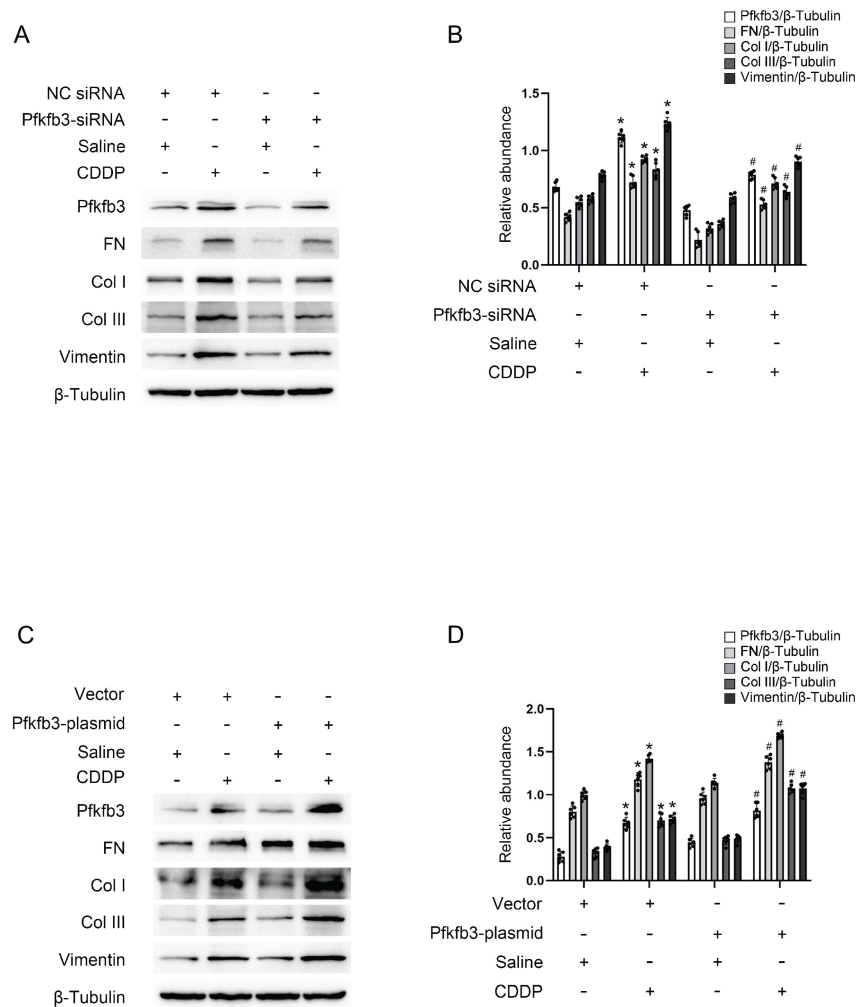 A
NC siRNA + + - -
Pfkfb3-siRNA - - + +
Saline + - + -
CDDP - + - +
Pfkfb3
FN
Col I
Col III
Vimentin
β-Tubulin
B
Pfkfb3/β-Tubulin
FN/β-Tubulin
Col I/β-Tubulin
Col III/β-Tubulin
Vimentin/β-Tubulin
Relative abundance
1.5
1.0
0.5
0.0
* * * * *
# # # # #
NC siRNA + + - -
Pfkfb3-siRNA - - + +
Saline + - + -
CDDP - + - +
C
Vector + + - -
Pfkfb3-plasmid - - + +
Saline + - + -
CDDP - + - +
Pfkfb3
FN
Col I
Col III
Vimentin
β-Tubulin
D
Pfkfb3/β-Tubulin
FN/β-Tubulin
Col I/β-Tubulin
Col III/β-Tubulin
Vimentin/β-Tubulin
Relative abundance
2.0
1.5
1.0
0.5
0.0
* * * * *
# # # # #
Vector + + - -
Pfkfb3-plasmid - - + +
Saline + - + -
CDDP - + - +